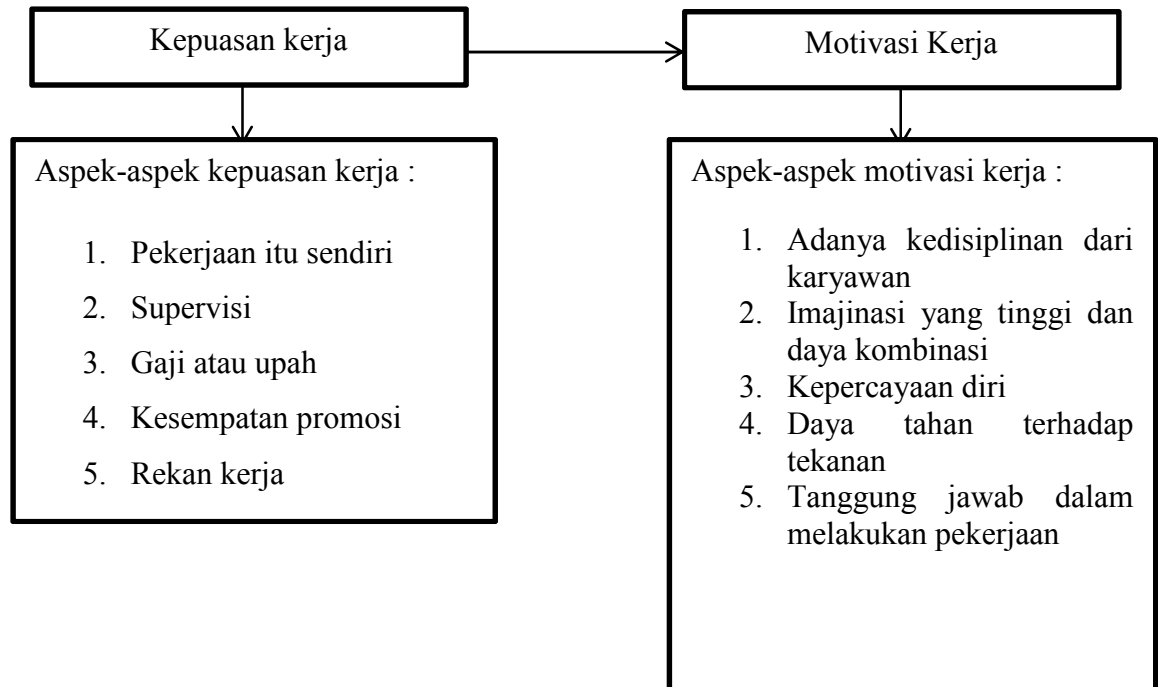 Kepuasan kerja
Motivasi Kerja
Aspek-aspek kepuasan kerja :
1. Pekerjaan itu sendiri
2. Supervisi
3. Gaji atau upah
4. Kesempatan promosi
5. Rekan kerja
Aspek-aspek motivasi kerja :
1. Adanya kedisiplinan dari
karyawan
2. Imajinasi yang tinggi dan
daya kombinasi
3. Kepercayaan diri
4. Daya tahan terhadap
tekanan
5. Tanggung jawab dalam
melakukan pekerjaan